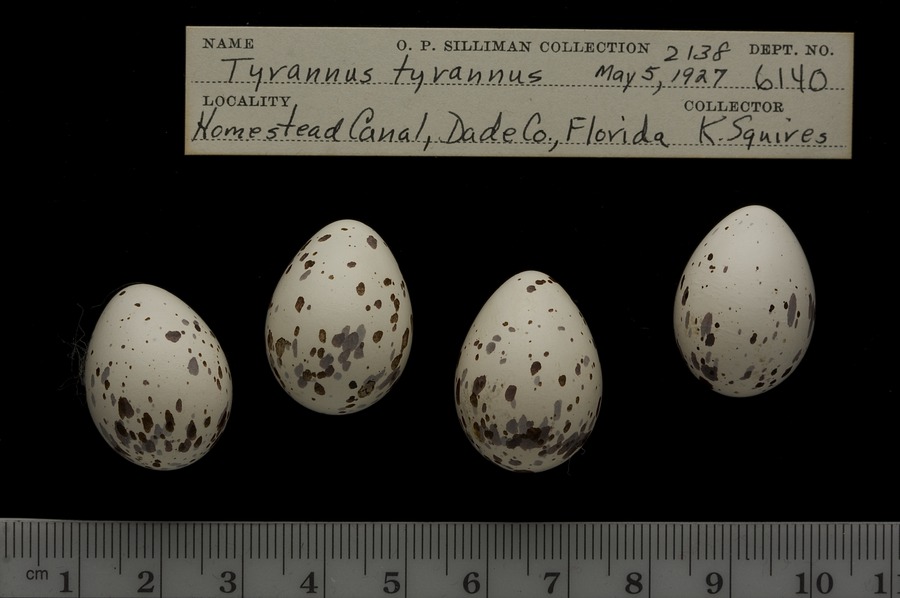 NAME O. P. SILLIMAN COLLECTION 2138 DEPT. NO.
Tyrannus tyrannus May 5, 1927 6140
LOCALITY COLLECTOR
Homestead Canal, Dade Co., Florida K. Squires
cm 1 2 3 4 5 6 7 8 9 10 11